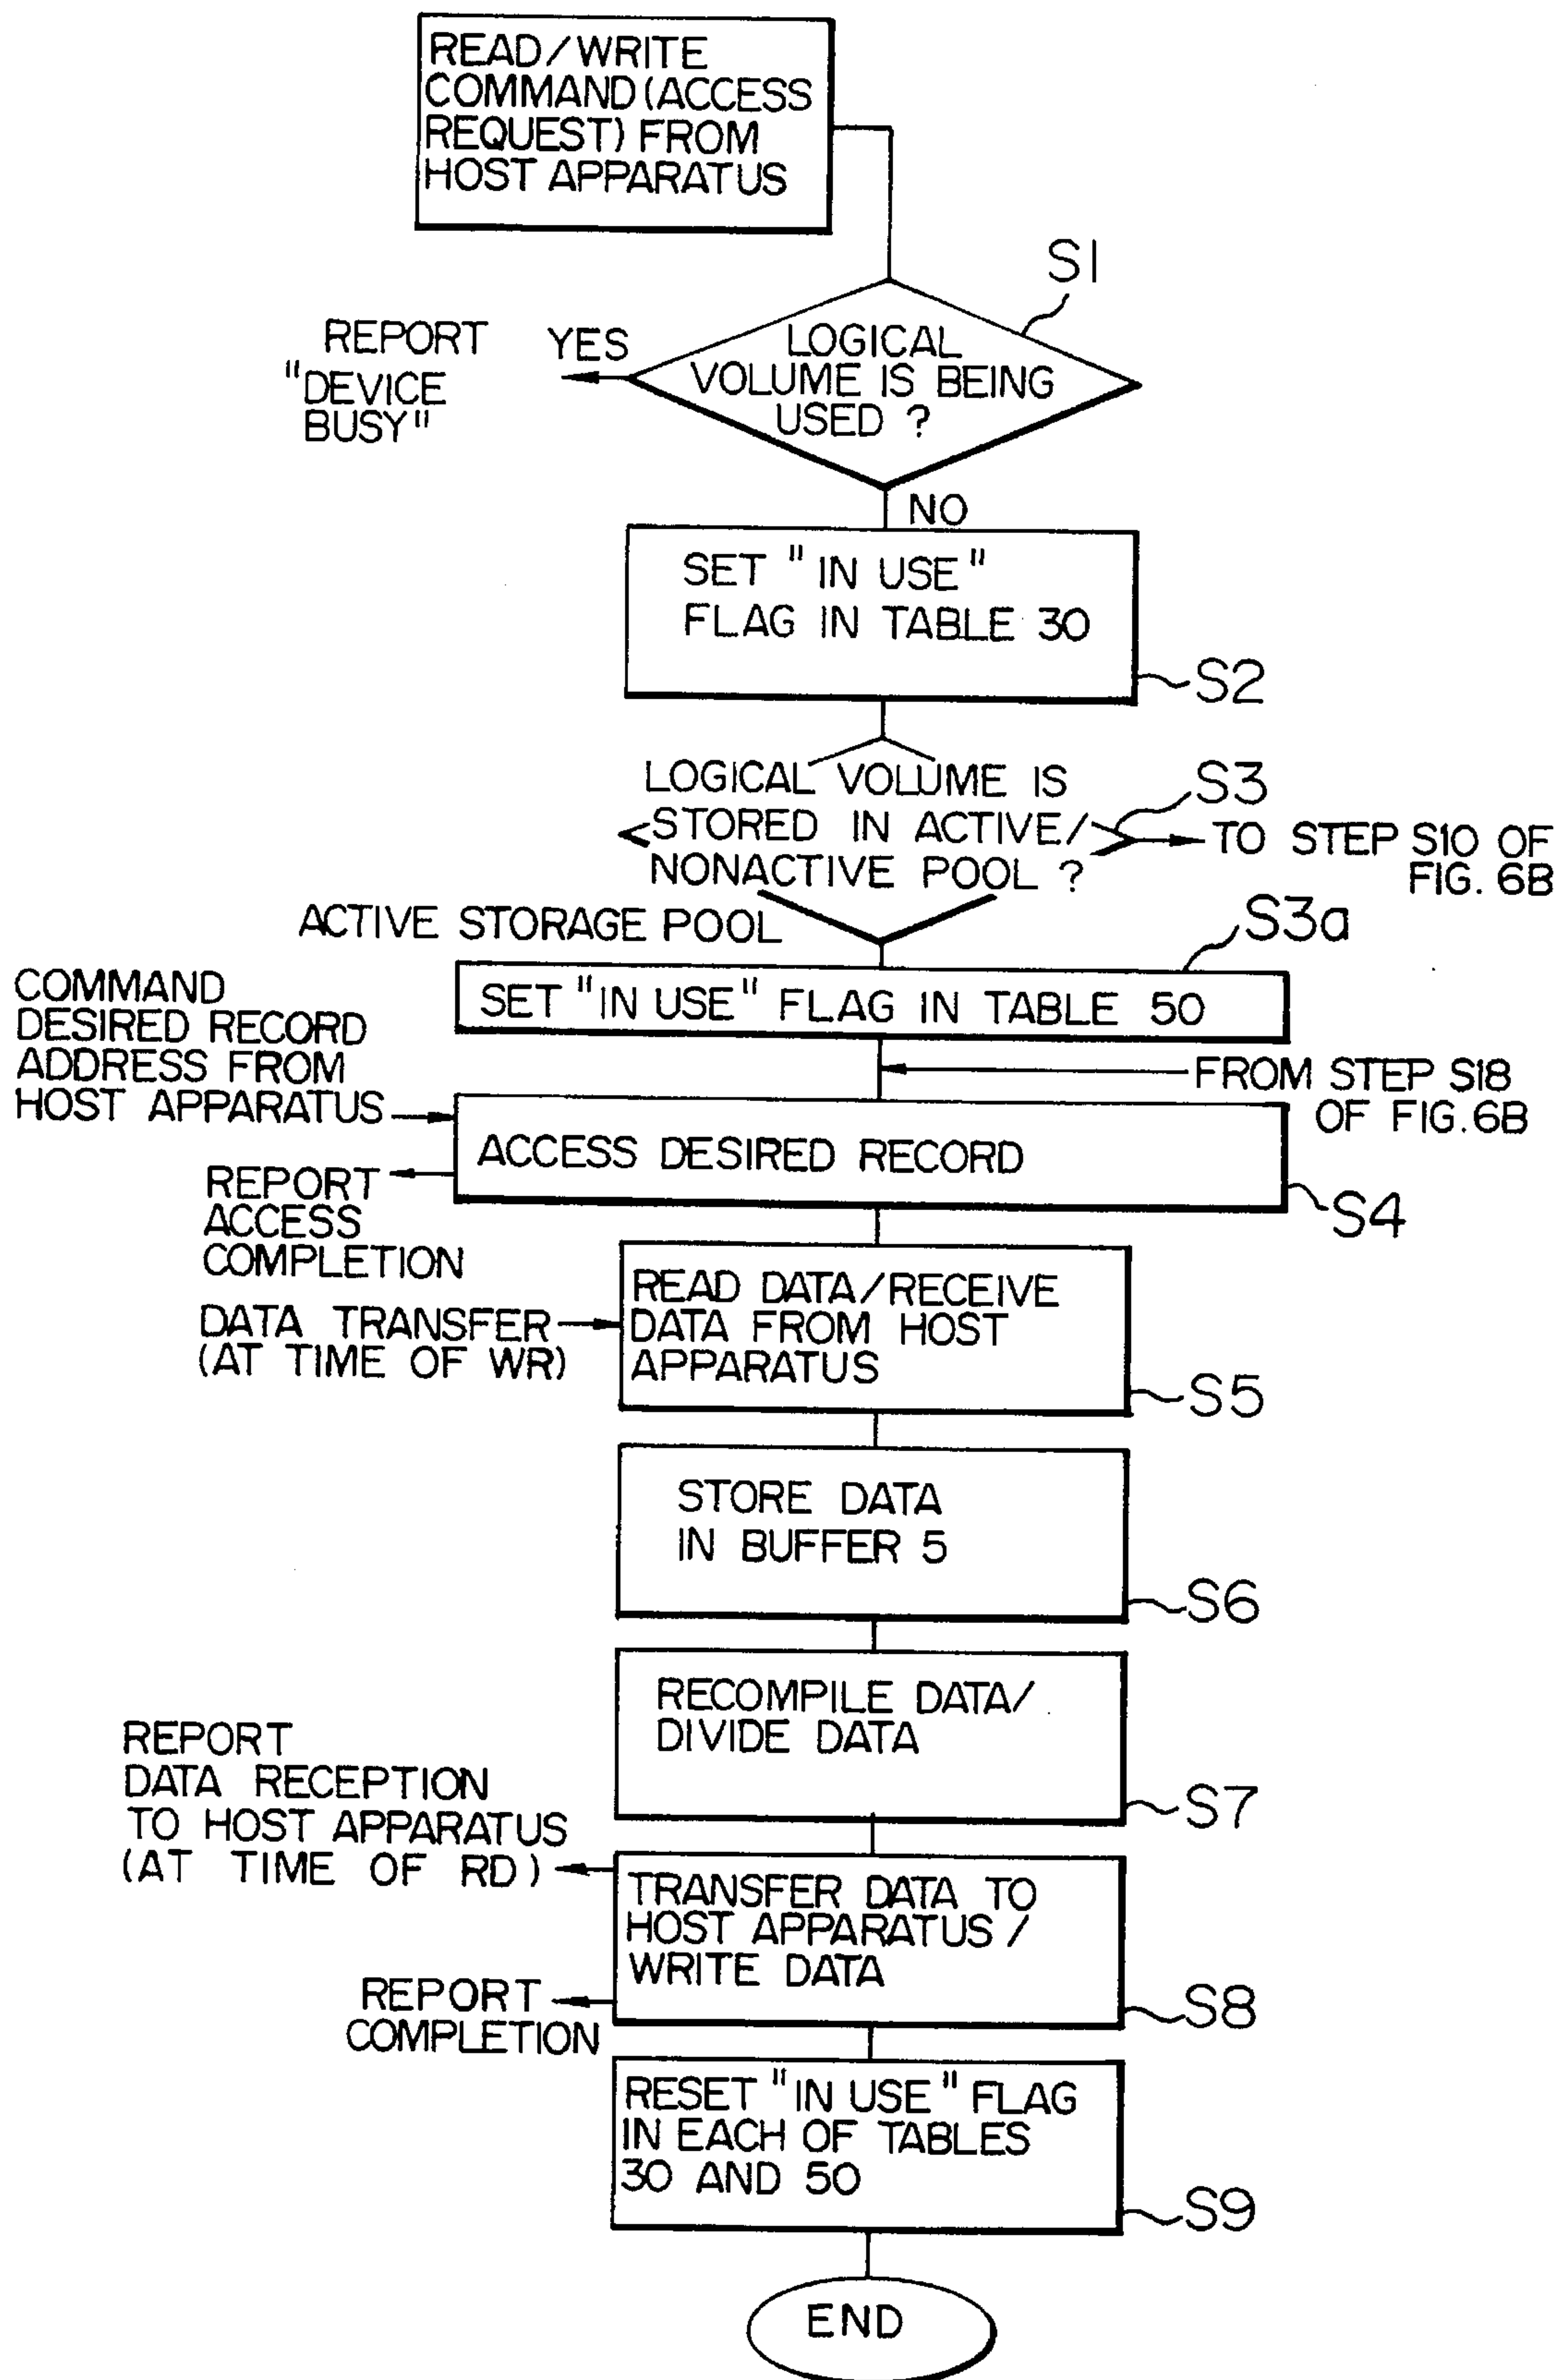 READ/WRITE
COMMAND (ACCESS
REQUEST) FROM
HOST APPARATUS
S1
LOGICAL
VOLUME IS BEING
USED ?
YES
REPORT
"DEVICE
BUSY"
NO
SET "IN USE"
FLAG IN TABLE 30
S2
LOGICAL VOLUME IS
STORED IN ACTIVE/
NONACTIVE POOL ?
S3
TO STEP S10 OF
FIG. 6B
ACTIVE STORAGE POOL
S3a
SET "IN USE" FLAG IN TABLE 50
COMMAND
DESIRED RECORD
ADDRESS FROM
HOST APPARATUS
FROM STEP S18
OF FIG. 6B
ACCESS DESIRED RECORD
S4
REPORT
ACCESS
COMPLETION
READ DATA/RECEIVE
DATA FROM HOST
APPARATUS
S5
DATA TRANSFER
(AT TIME OF WR)
STORE DATA
IN BUFFER 5
S6
RECOMPILE DATA/
DIVIDE DATA
S7
REPORT
DATA RECEPTION
TO HOST APPARATUS
(AT TIME OF RD)
TRANSFER DATA TO
HOST APPARATUS /
WRITE DATA
S8
REPORT
COMPLETION
RESET "IN USE" FLAG
IN EACH OF TABLES
30 AND 50
S9
END